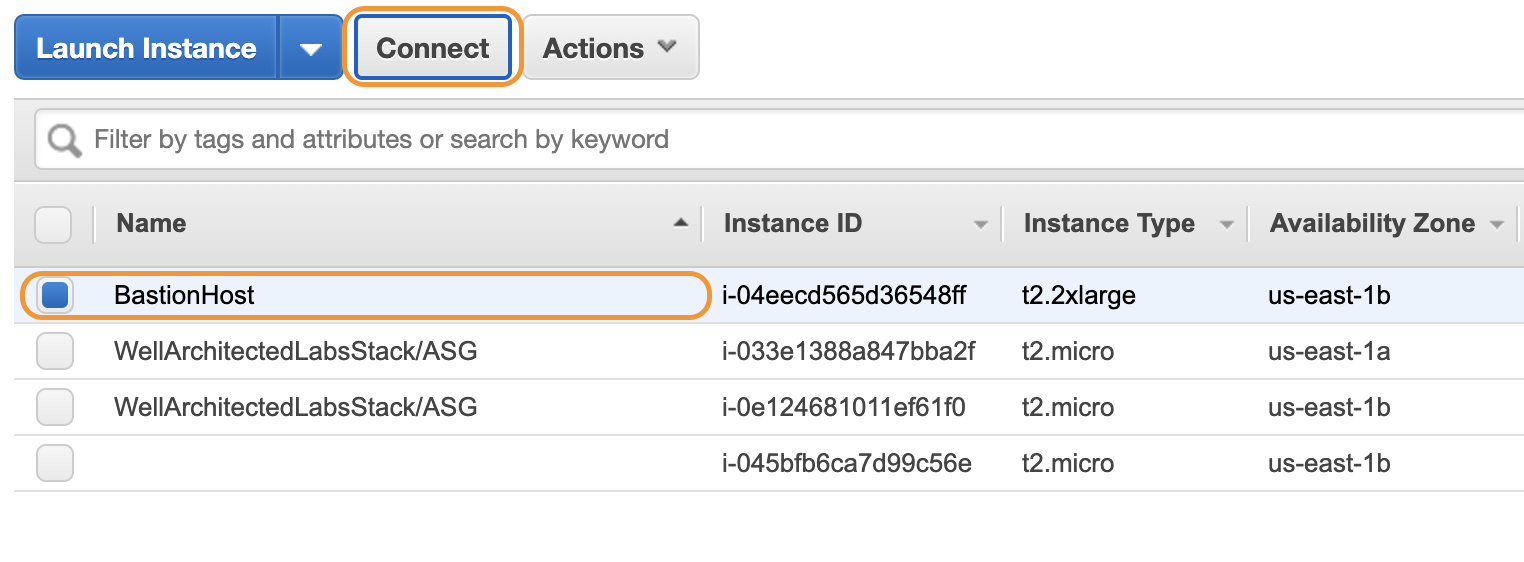 Launch Instance Connect Actions
Filter by tags and attributes or search by keyword
Name Instance ID Instance Type Availability Zone
BastionHost i-04eecd565d36548ff t2.2xlarge us-east-1b
WellArchitectedLabsStack/ASG i-033e1388a847bba2f t2.micro us-east-1a
WellArchitectedLabsStack/ASG i-0e124681011ef61f0 t2.micro us-east-1b
i-045bfb6ca7d99c56e t2.micro us-east-1b